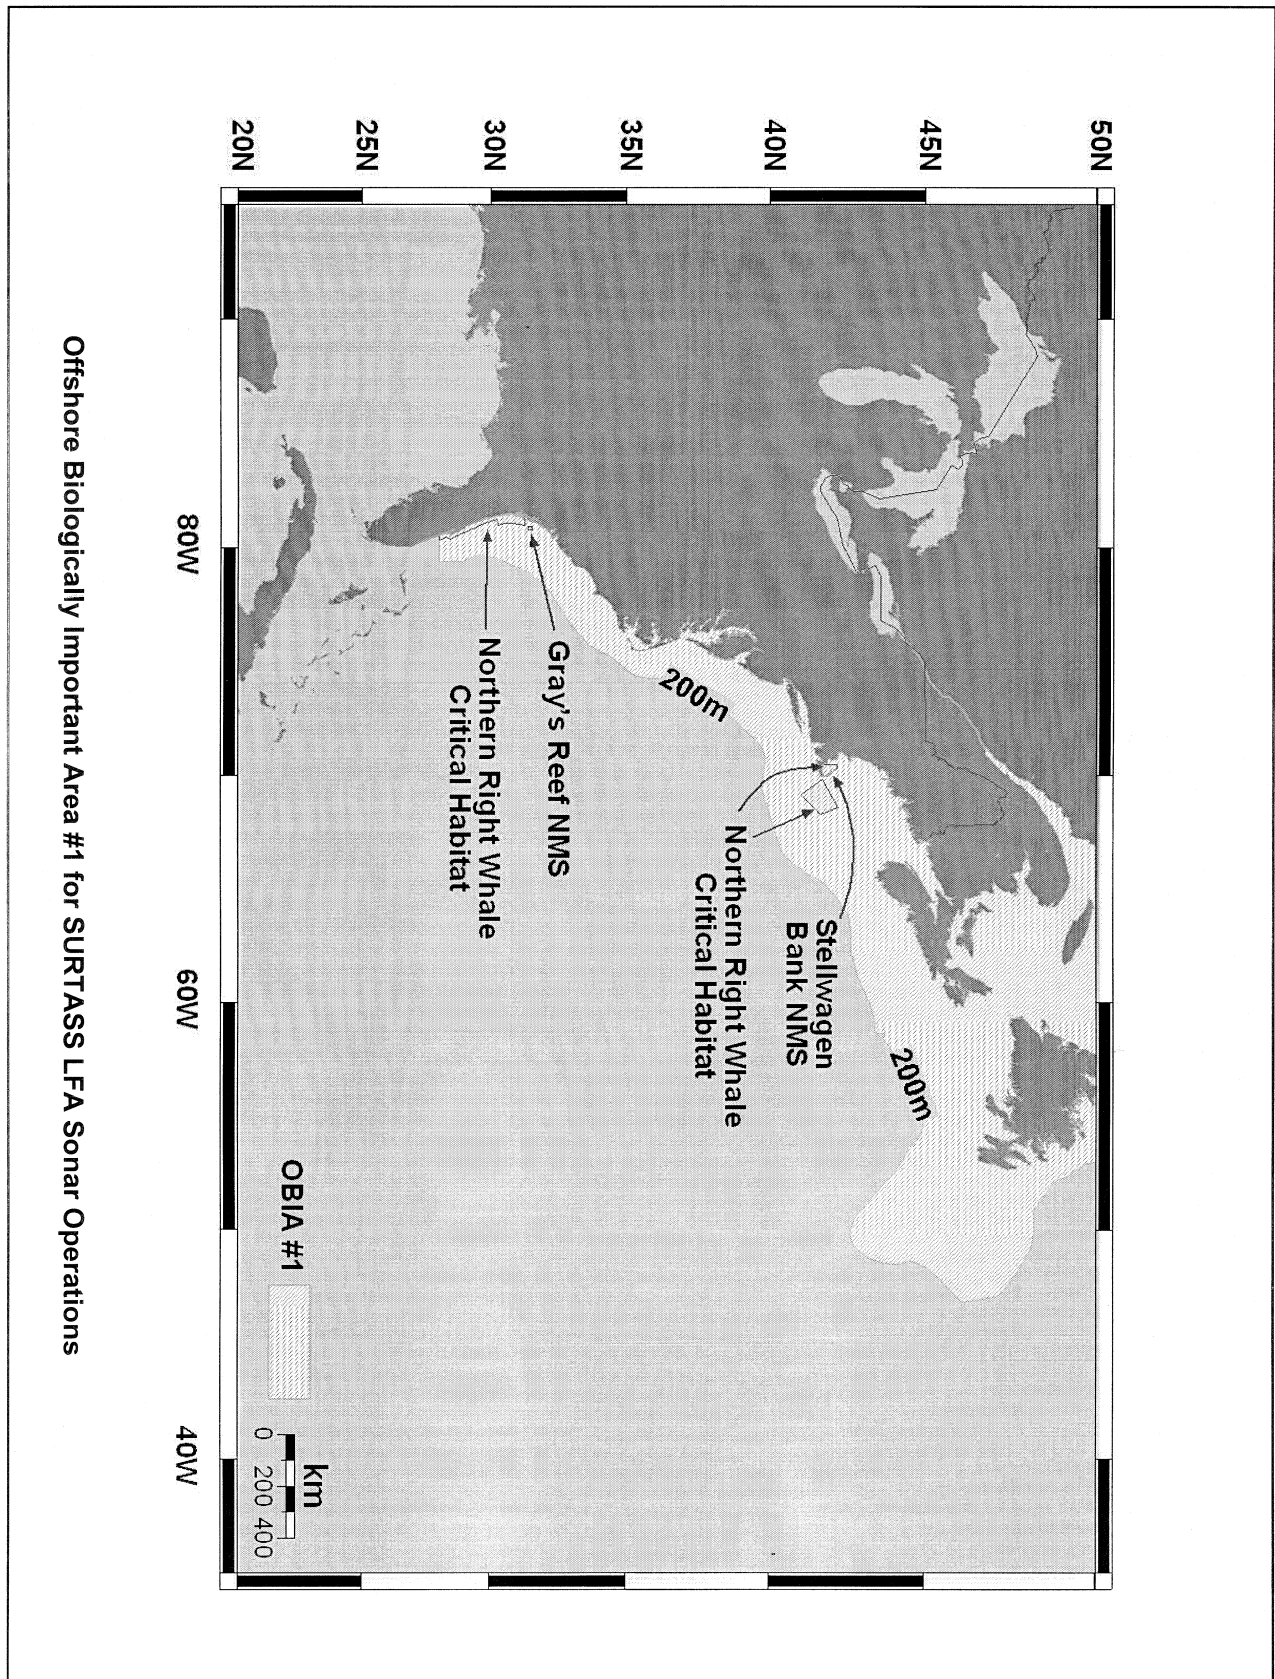 50N
45N
40N
35N
30N
25N
20N
80W
60W
40W
200m
200m
Stellwagen
Bank NMS
Northern Right Whale
Critical Habitat
Gray's Reef NMS
Northern Right Whale
Critical Habitat
OBIA #1
km
0 200 400
Offshore Biologically Important Area #1 for SURTASS LFA Sonar Operations